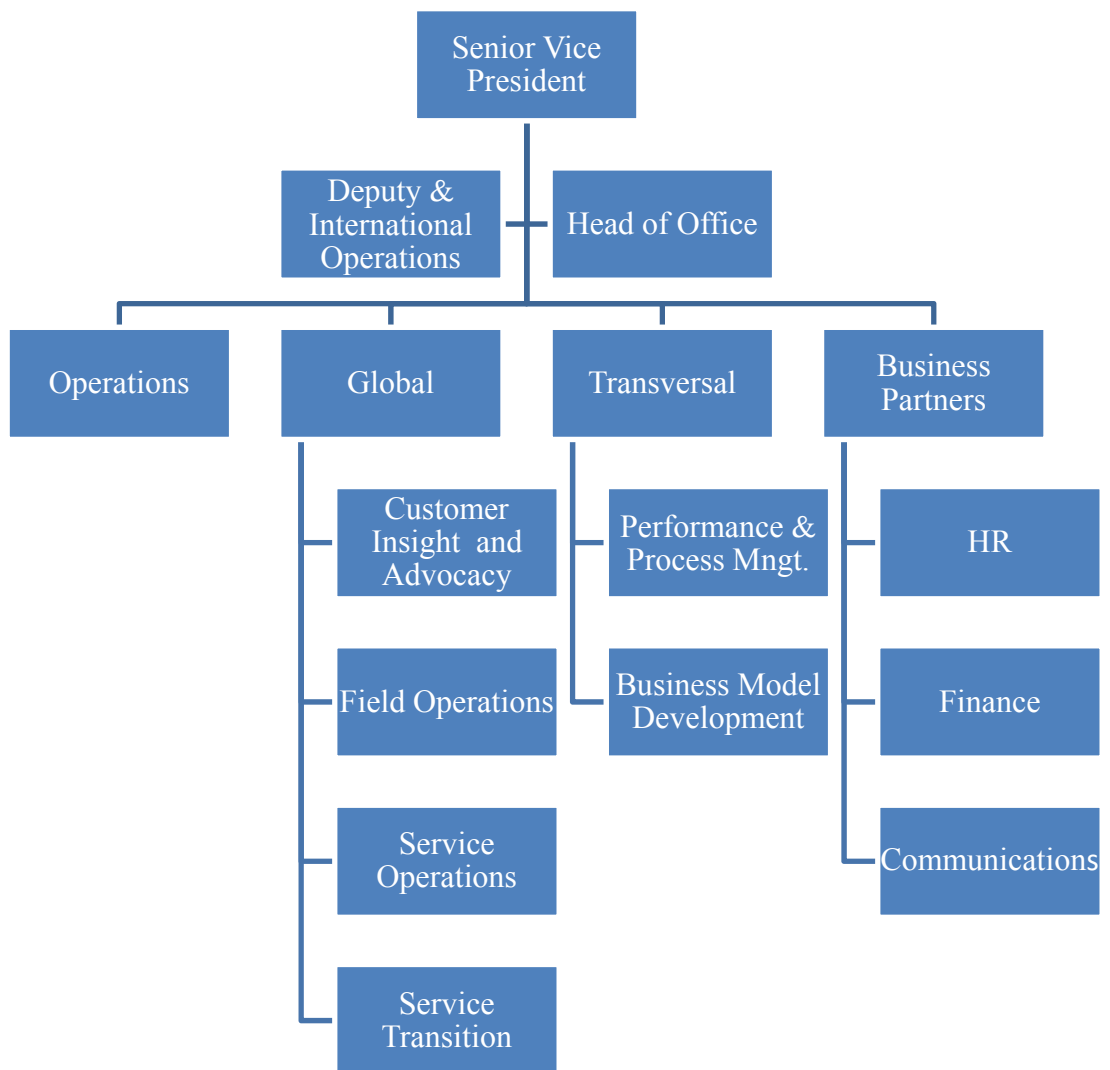 Senior Vice
President
Deputy &
International
Operations
Head of Office
Operations
Global
Transversal
Business
Partners
Customer
Insight  and
Advocacy
Performance &
Process Mngt.
HR
Field Operations
Business Model
Development
Finance
Service
Operations
Communications
Service
Transition